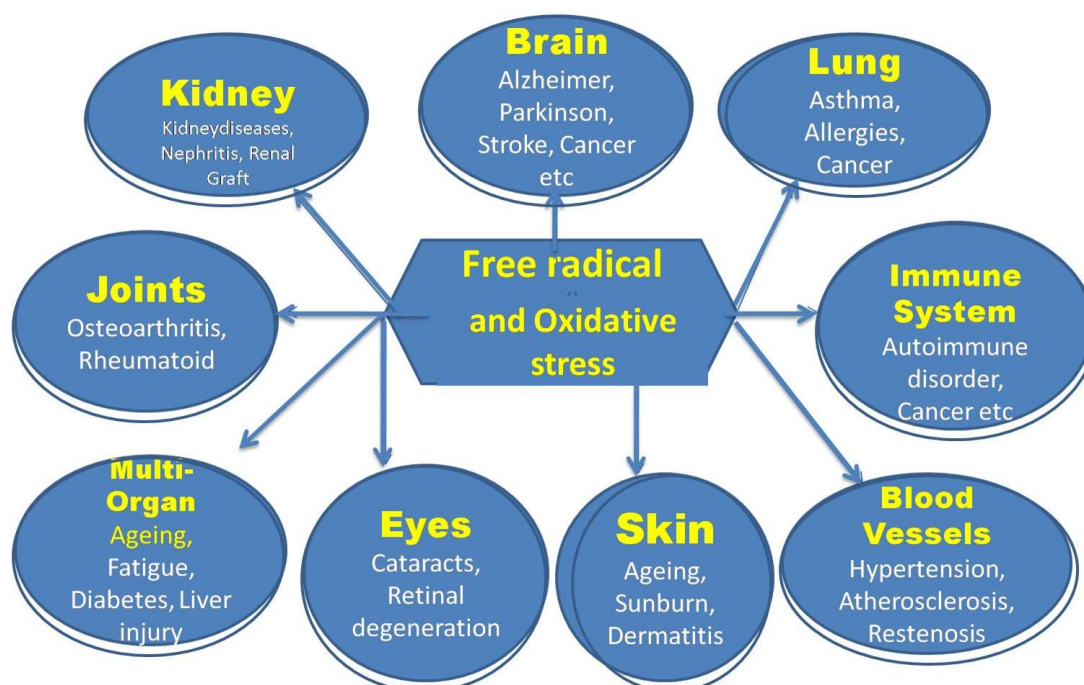 Brain
Alzheimer,
Parkinson,
Stroke, Cancer
etc
Kidney
Kidneydiseases,
Nephritis, Renal
Graft
Lung
Asthma,
Allergies,
Cancer
Free radical
and Oxidative
stress
Joints
Osteoarthritis,
Rheumatoid
Immune
System
Autoimmune
disorder,
Cancer etc
Multi-
Organ
Ageing,
Fatigue,
Diabetes, Liver
injury
Eyes
Cataracts,
Retinal
degeneration
Skin
Ageing,
Sunburn,
Dermatitis
Blood
Vessels
Hypertension,
Atherosclerosis,
Restenosis